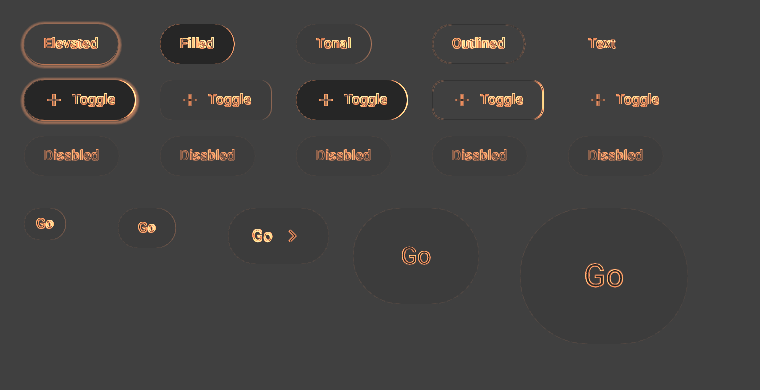 Elevated Filled Tonal Outlined Text
Toggle Toggle Toggle Toggle Toggle
Disabled Disabled Disabled Disabled Disabled
Go Go Go Go Go